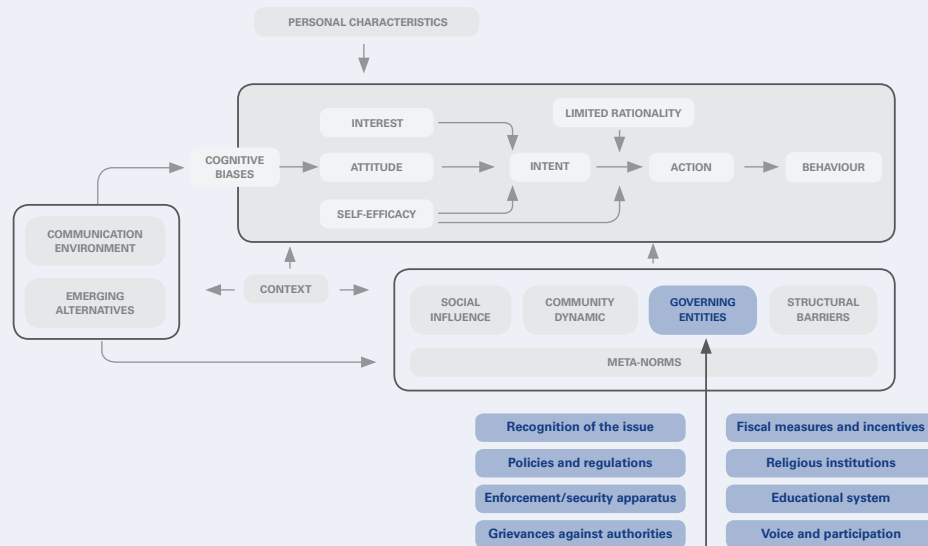 PERSONAL CHARACTERISTICS
INTEREST
LIMITED RATIONALITY
COGNITIVE
BIASES
ATTITUDE
INTENT
ACTION
BEHAVIOUR
SELF-EFFICACY
COMMUNICATION
ENVIRONMENT
EMERGING
ALTERNATIVES
CONTEXT
SOCIAL
INFLUENCE
COMMUNITY
DYNAMIC
GOVERNING
ENTITIES
STRUCTURAL
BARRIERS
META-NORMS
Recognition of the issue
Fiscal measures and incentives
Policies and regulations
Religious institutions
Enforcement/security apparatus
Educational system
Grievances against authorities
Voice and participation